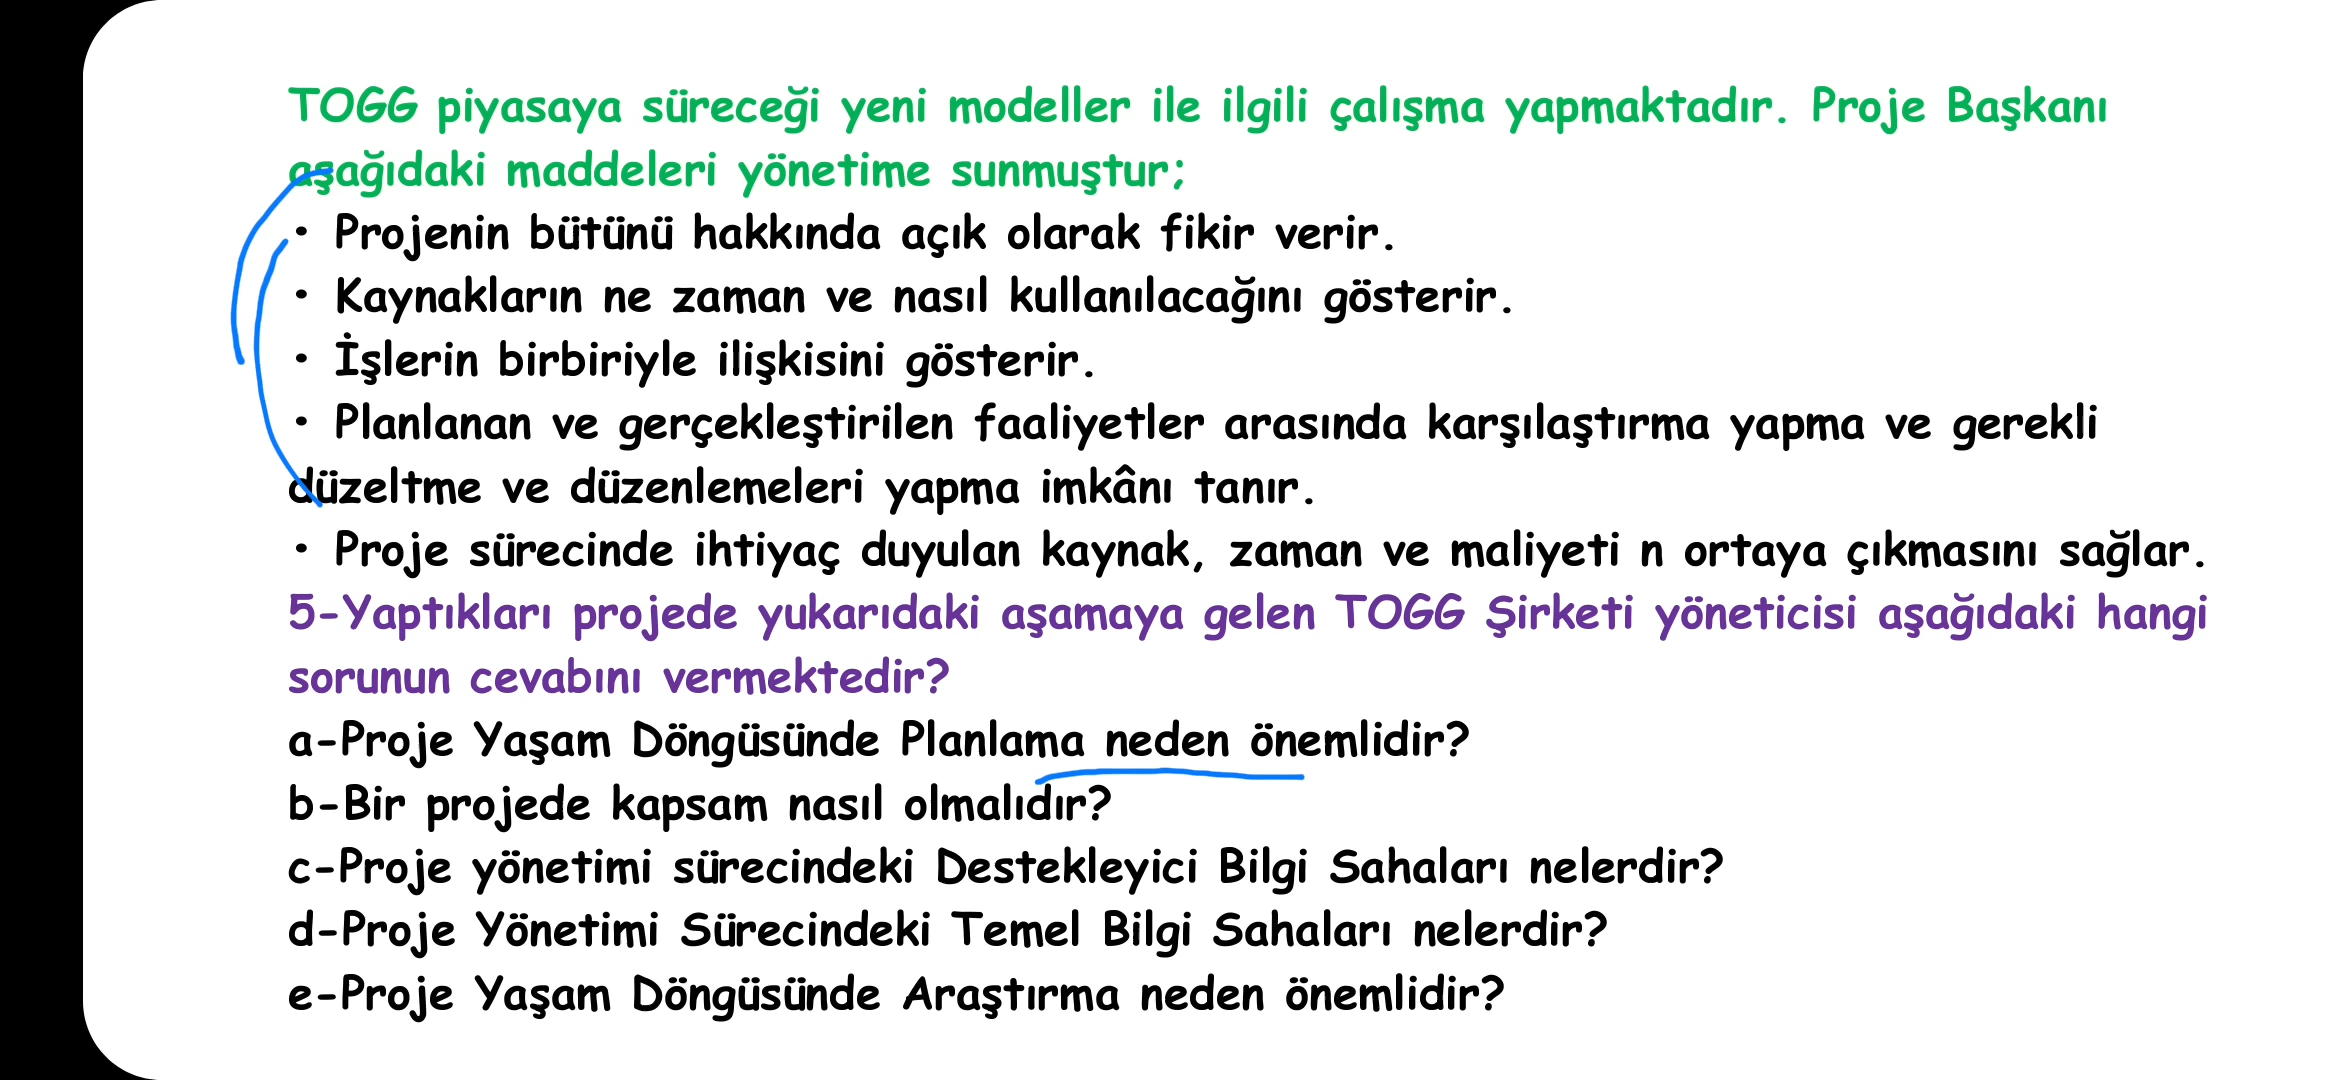 TOGG piyasaya süreceği yeni modeller ile ilgili çalışma yapmaktadır. Proje Başkanı
aşağıdaki maddeleri yönetime sunmuştur;
• Projenin bütünü hakkında açık olarak fikir verir.
• Kaynakların ne zaman ve nasıl kullanılacağını gösterir.
• İşlerin birbiriyle ilişkisini gösterir.
• Planlanan ve gerçekleştirilen faaliyetler arasında karşılaştırma yapma ve gerekli
düzeltme ve düzenlemeleri yapma imkânı tanır.
• Proje sürecinde ihtiyaç duyulan kaynak, zaman ve maliyeti n ortaya çıkmasını sağlar.
5-Yaptıkları projede yukarıdaki aşamaya gelen TOGG Şirketi yöneticisi aşağıdaki hangi
sorunun cevabını vermektedir?
a-Proje Yaşam Döngüsünde Planlama neden önemlidir?
b-Bir projede kapsam nasıl olmalıdır?
c-Proje yönetimi sürecindeki Destekleyici Bilgi Sahaları nelerdir?
d-Proje Yönetimi Sürecindeki Temel Bilgi Sahaları nelerdir?
e-Proje Yaşam Döngüsünde Araştırma neden önemlidir?